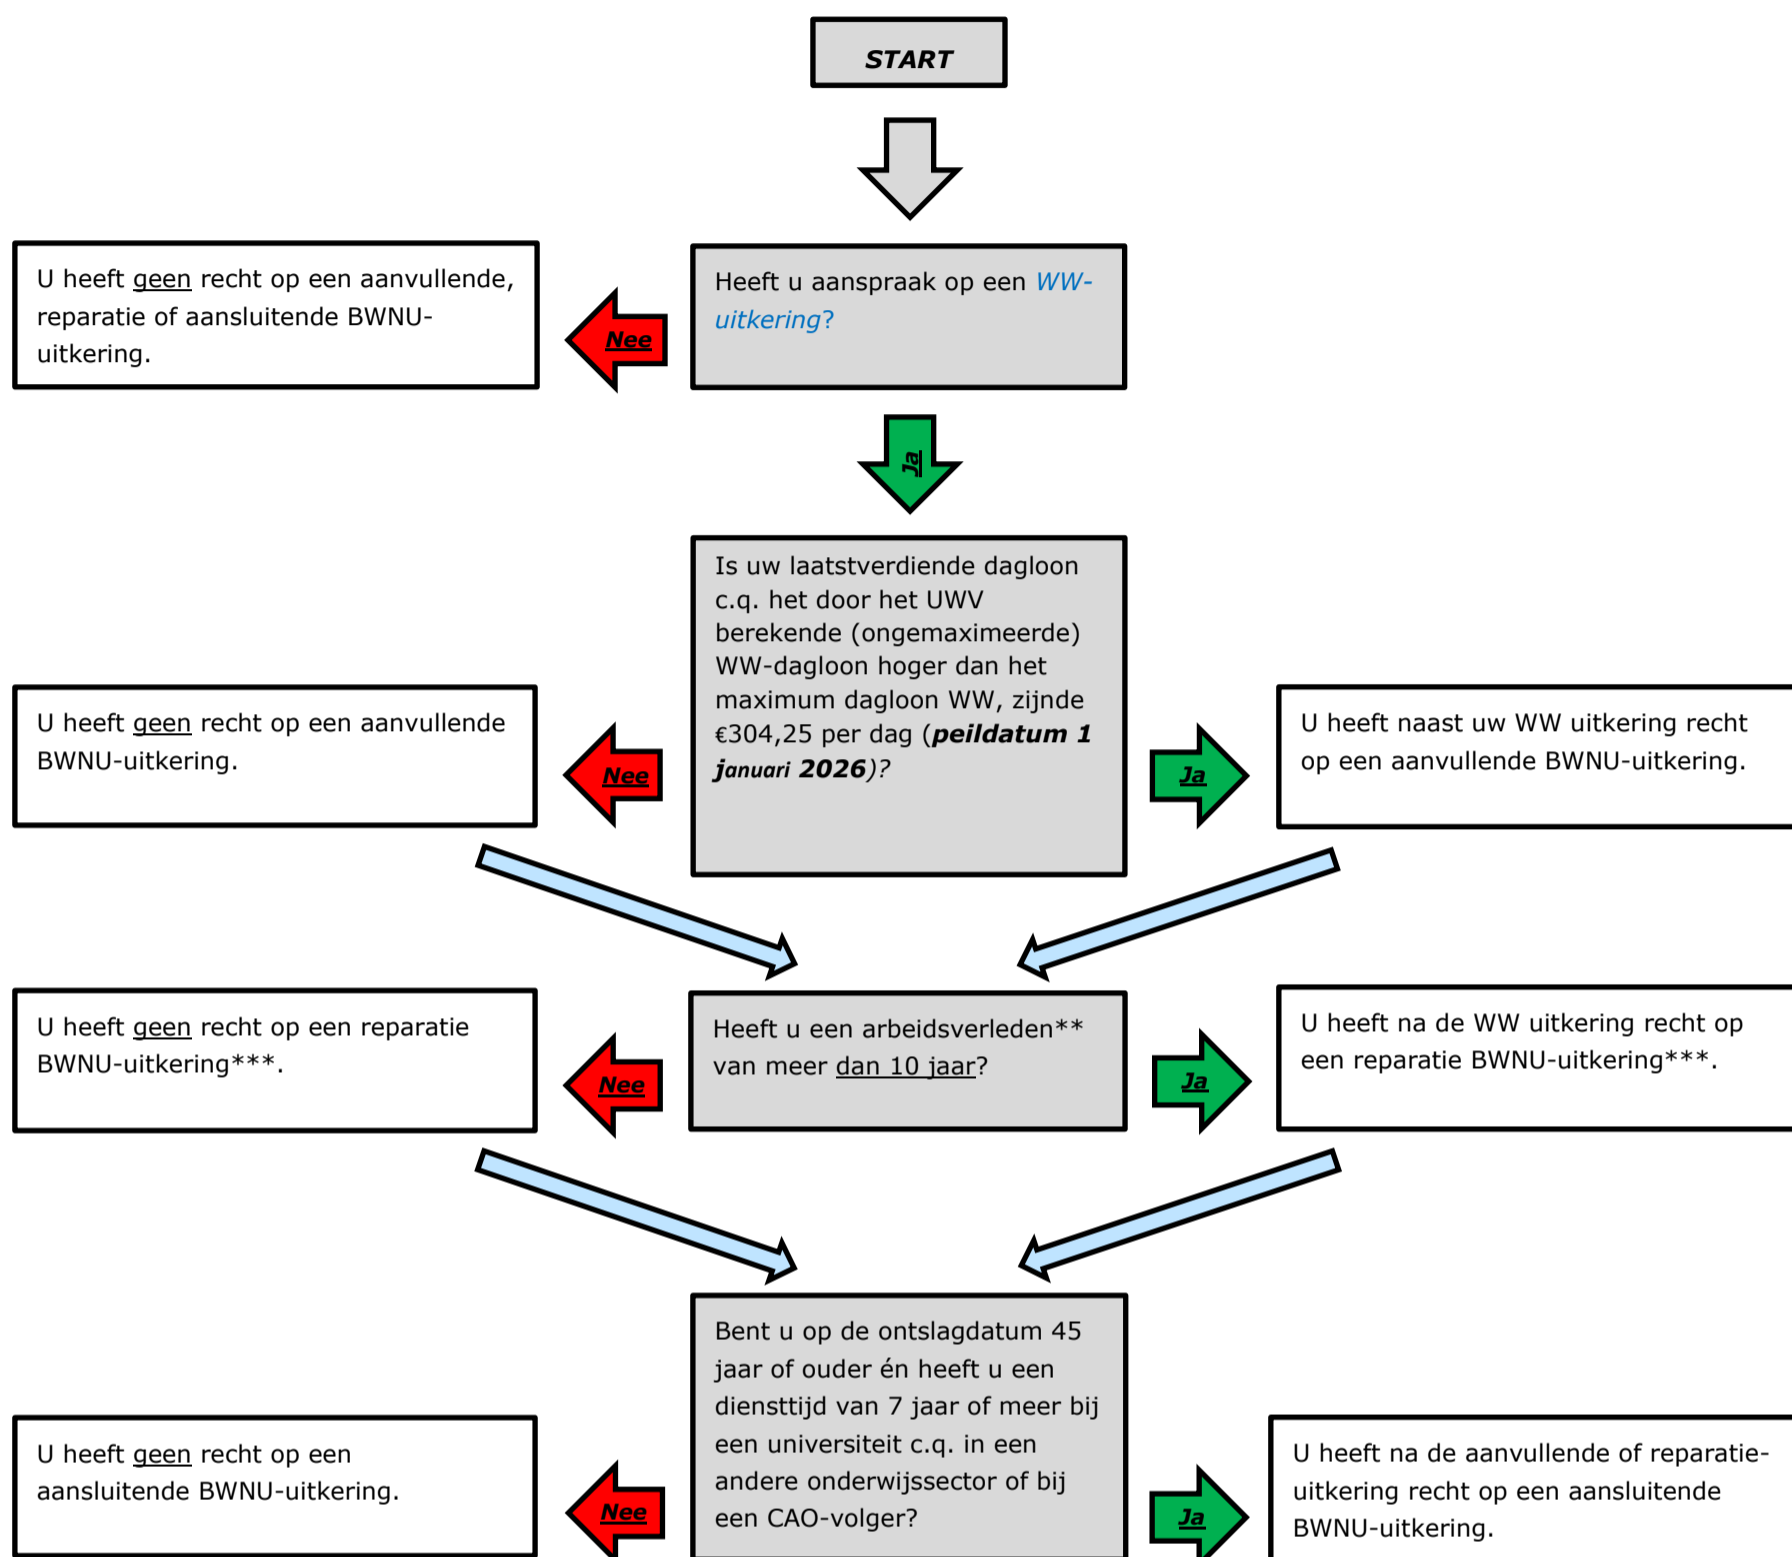 START
U heeft geen recht op een aanvullende,
reparatie of aansluitende BWNU-
uitkering.
Nee
Heeft u aanspraak op een WW-
uitkering?
Ja
Is uw laatstverdiende dagloon
c.q. het door het UWV
berekende (ongemaximeerde)
WW-dagloon hoger dan het
maximum dagloon WW, zijnde
€304,25 per dag (peildatum 1
januari 2026)?
U heeft geen recht op een aanvullende
BWNU-uitkering.
Nee
Ja
U heeft naast uw WW uitkering recht
op een aanvullende BWNU-uitkering.
U heeft geen recht op een reparatie
BWNU-uitkering***.
Nee
Heeft u een arbeidsverleden**
van meer dan 10 jaar?
Ja
U heeft na de WW uitkering recht op
een reparatie BWNU-uitkering***.
Bent u op de ontslagdatum 45
jaar of ouder én heeft u een
diensttijd van 7 jaar of meer bij
een universiteit c.q. in een
andere onderwijssector of bij
een CAO-volger?
U heeft geen recht op een
aansluitende BWNU-uitkering.
Nee
Ja
U heeft na de aanvullende of reparatie-
uitkering recht op een aansluitende
BWNU-uitkering.